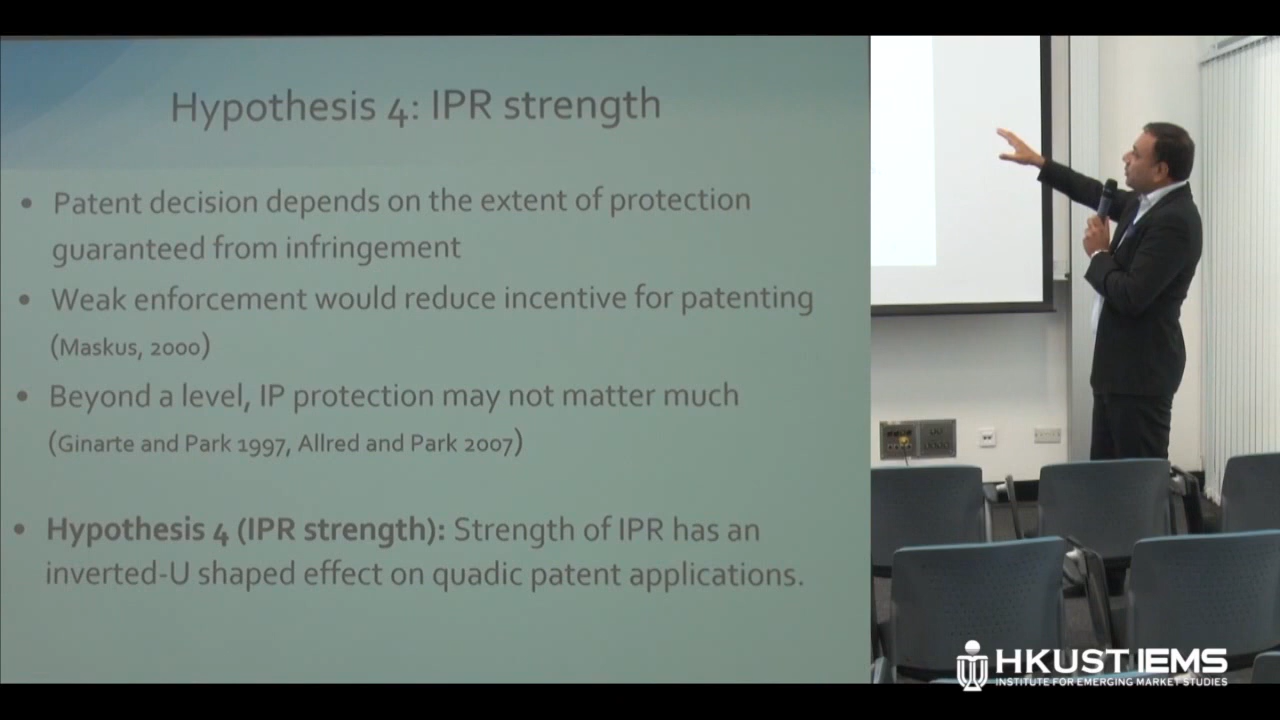 Hypothesis 4: IPR strength
• Patent decision depends on the extent of protection
guaranteed from infringement
• Weak enforcement would reduce incentive for patenting
(Maskus, 2000)
• Beyond a level, IP protection may not matter much
(Ginarte and Park 1997, Allred and Park 2007)
• Hypothesis 4 (IPR strength): Strength of IPR has an
inverted-U shaped effect on quadic patent applications.
HKUST IEMS
INSTITUTE FOR EMERGING MARKET STUDIES